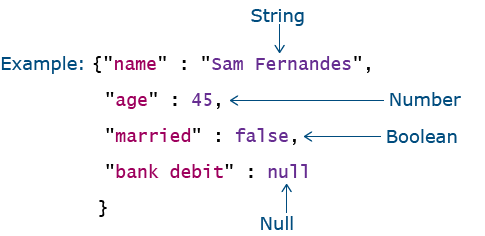 String
Example: {"name" : "Sam Fernandes",
"age" : 45, Number
"married" : false, Boolean
"bank debit" : null
}
Null